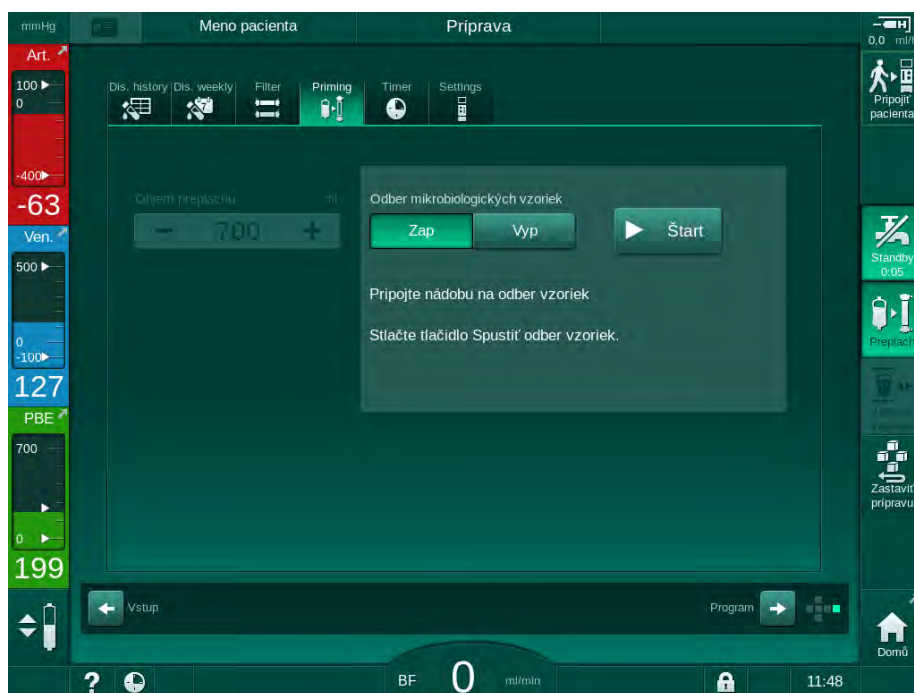 mmHg
Meno pacienta
Príprava
0,0 ml/h
Art.
100
0
-400
-63
Ven.
500
0
-100
127
PBE
700
0
199
Dis. history
Dis. weekly
Filter
Priming
Timer
Settings
Objem preplachu
ml
- 700 +
Odber mikrobiologických vzoriek
Zap
Vyp
Štart
Pripojte nádobu na odber vzoriek
Stlačte tlačidlo Spustiť odber vzoriek.
Pripojiť
pacienta
Standby
0:05
Preplach
Zastaviť
prípravu
Vstup
Program
Domů
?
BF
0
ml/min
11:48